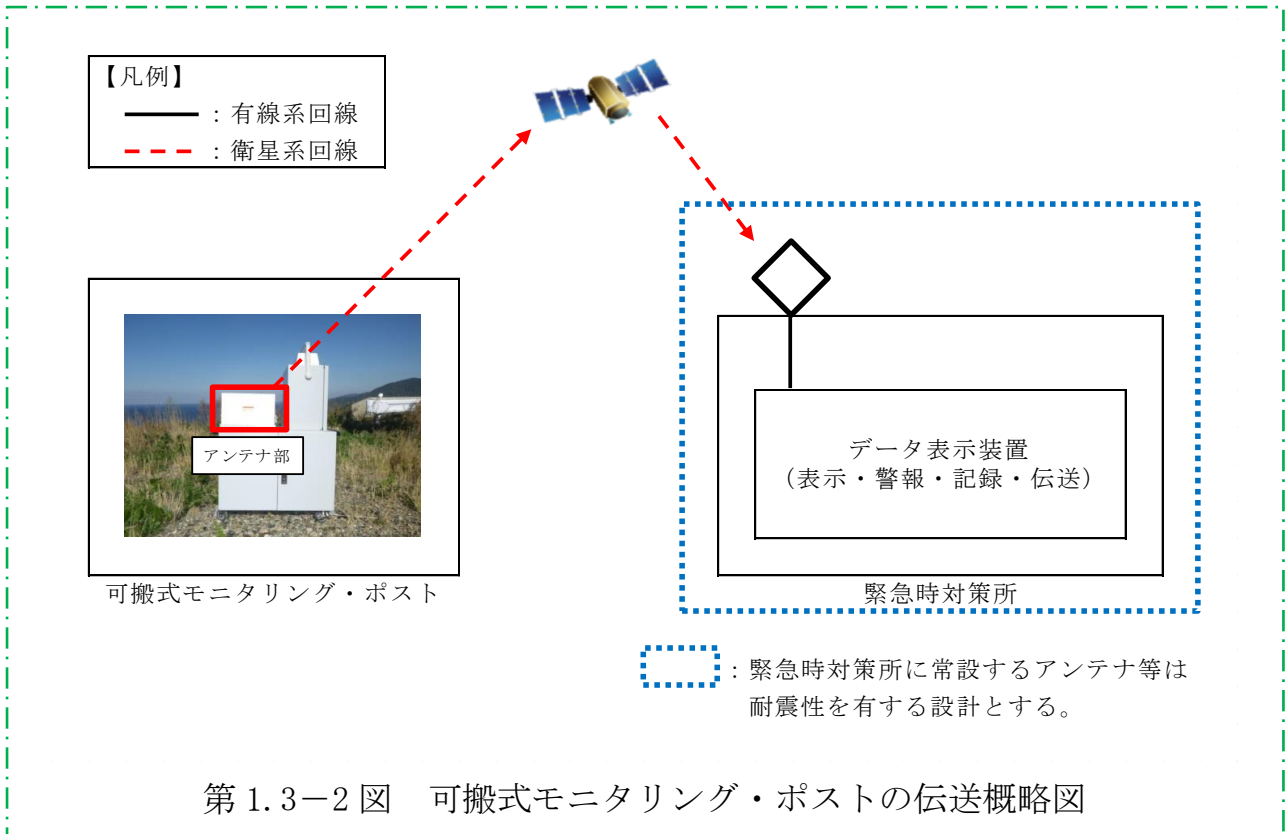 【凡例】
：有線系回線
：衛星系回線
アンテナ部
可搬式モニタリング・ポスト
データ表示装置
（表示・警報・記録・伝送）
緊急時対策所
：緊急時対策所に常設するアンテナ等は
耐震性を有する設計とする。
第1.3－2図　可搬式モニタリング・ポストの伝送概略図